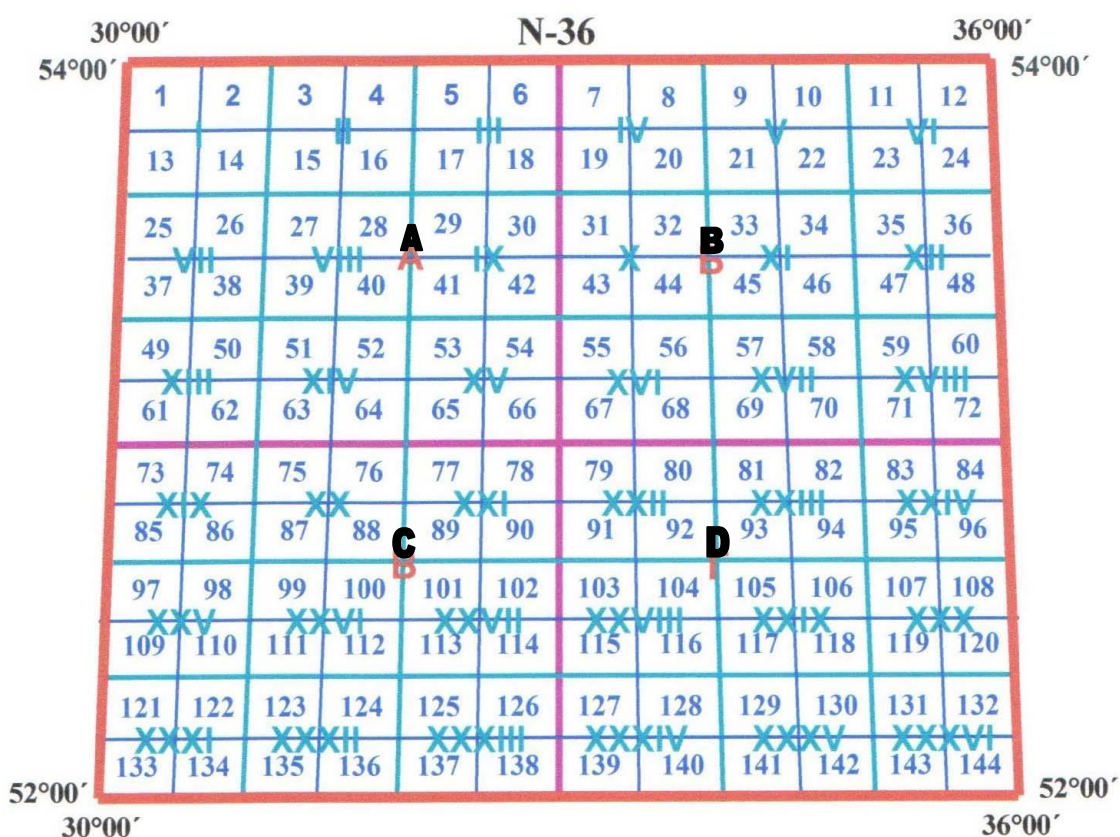 30°00´ N-36 36°00´
54°00´ 54°00´
1 2 3 4 5 6 7 8 9 10 11 12
I II III IV V VI
13 14 15 16 17 18 19 20 21 22 23 24
25 26 27 28 29 30 31 32 33 34 35 36
A B
VII VIII A IX X Б XI XII
37 38 39 40 41 42 43 44 45 46 47 48
49 50 51 52 53 54 55 56 57 58 59 60
XIII XIV XV XVI XVII XVIII
61 62 63 64 65 66 67 68 69 70 71 72
73 74 75 76 77 78 79 80 81 82 83 84
XIX XX XXI XXII XXIII XXIV
85 86 87 88 89 90 91 92 93 94 95 96
C D
В Г
97 98 99 100 101 102 103 104 105 106 107 108
XXV XXVI XXVII XXVIII XXIX XXX
109 110 111 112 113 114 115 116 117 118 119 120
121 122 123 124 125 126 127 128 129 130 131 132
XXXI XXXII XXXIII XXXIV XXXV XXXVI
133 134 135 136 137 138 139 140 141 142 143 144
52°00´ 52°00´
30°00´ 36°00´